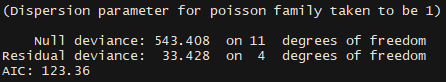 (Dispersion parameter for poisson family taken to be 1)
Null deviance: 543.408 on 11 degrees of freedom
Residual deviance: 33.428 on 4 degrees of freedom
AIC: 123.36